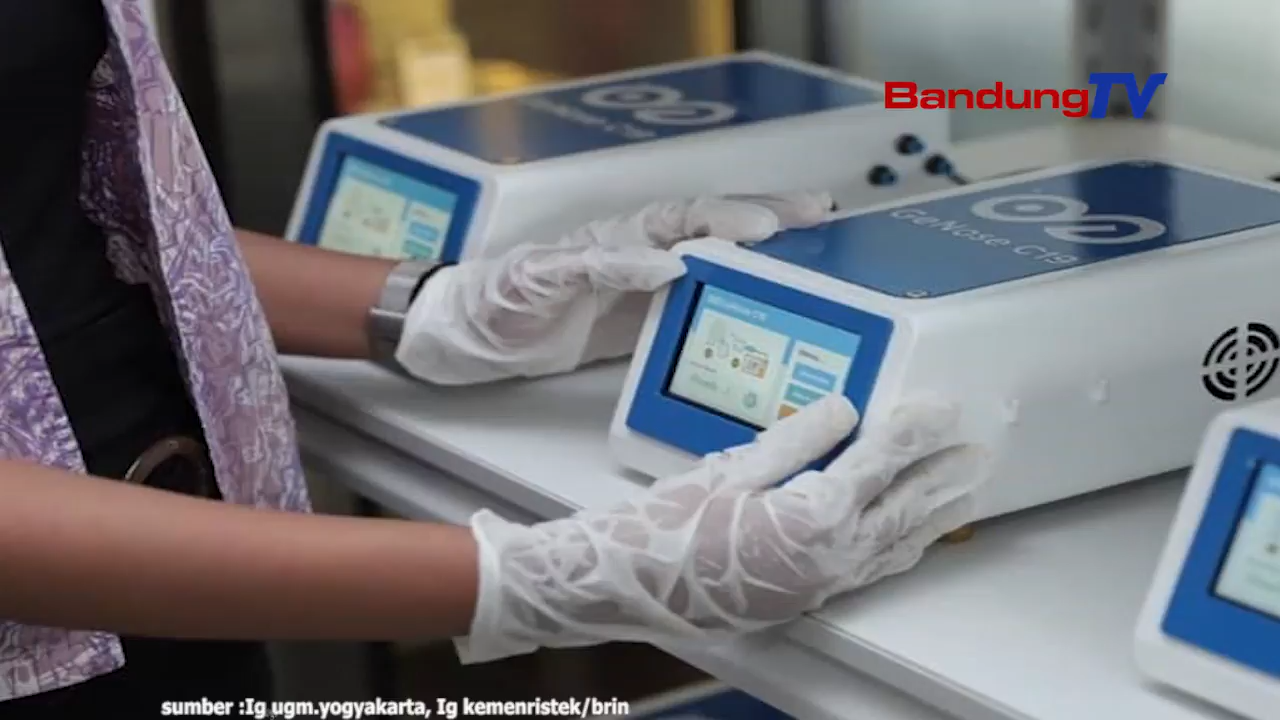 BandungTV
GeNose C19
GeNose C19
sumber :Ig ugm.yogyakarta, Ig kemenristek/brin